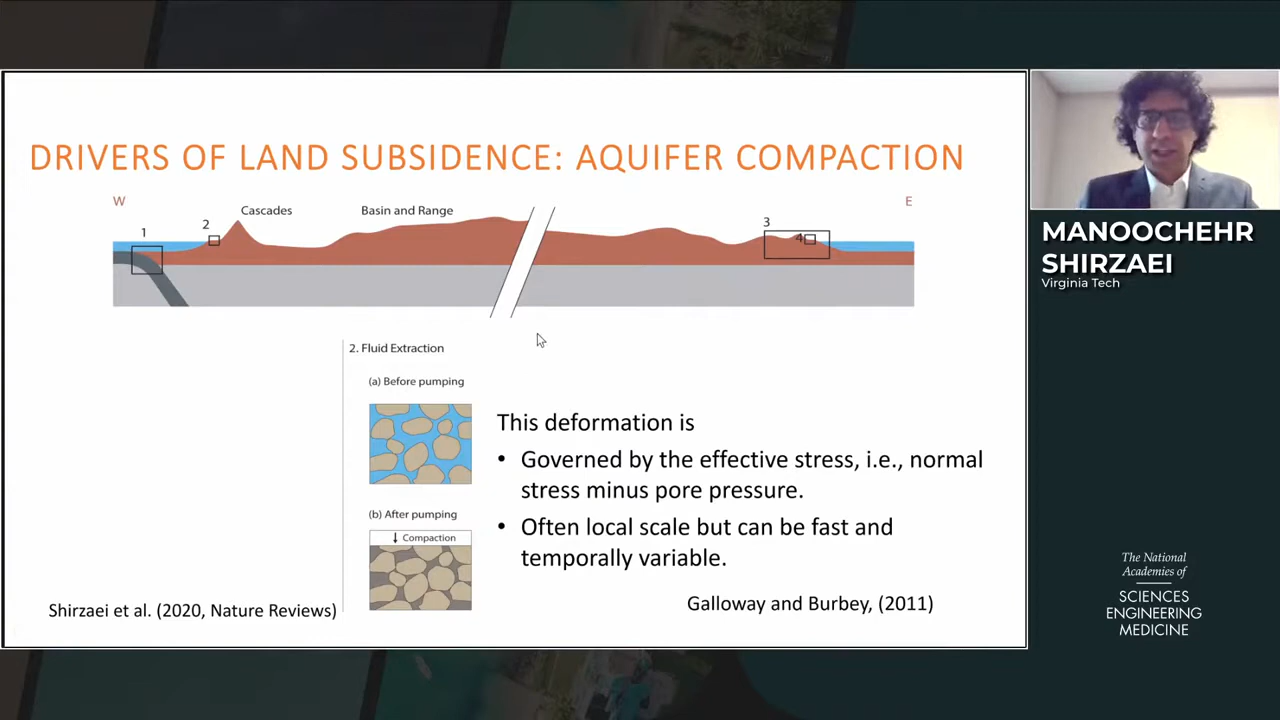 DRIVERS OF LAND SUBSIDENCE: AQUIFER COMPACTION
W
E
Cascades
Basin and Range
1
2
3
4
2. Fluid Extraction
(a) Before pumping
(b) After pumping
↓ Compaction
This deformation is
• Governed by the effective stress, i.e., normal
stress minus pore pressure.
• Often local scale but can be fast and
temporally variable.
Shirzaei et al. (2020, Nature Reviews)
Galloway and Burbey, (2011)
MANOOCHEHR
SHIRZAEI
Virginia Tech
The National
Academies of
SCIENCES
ENGINEERING
MEDICINE